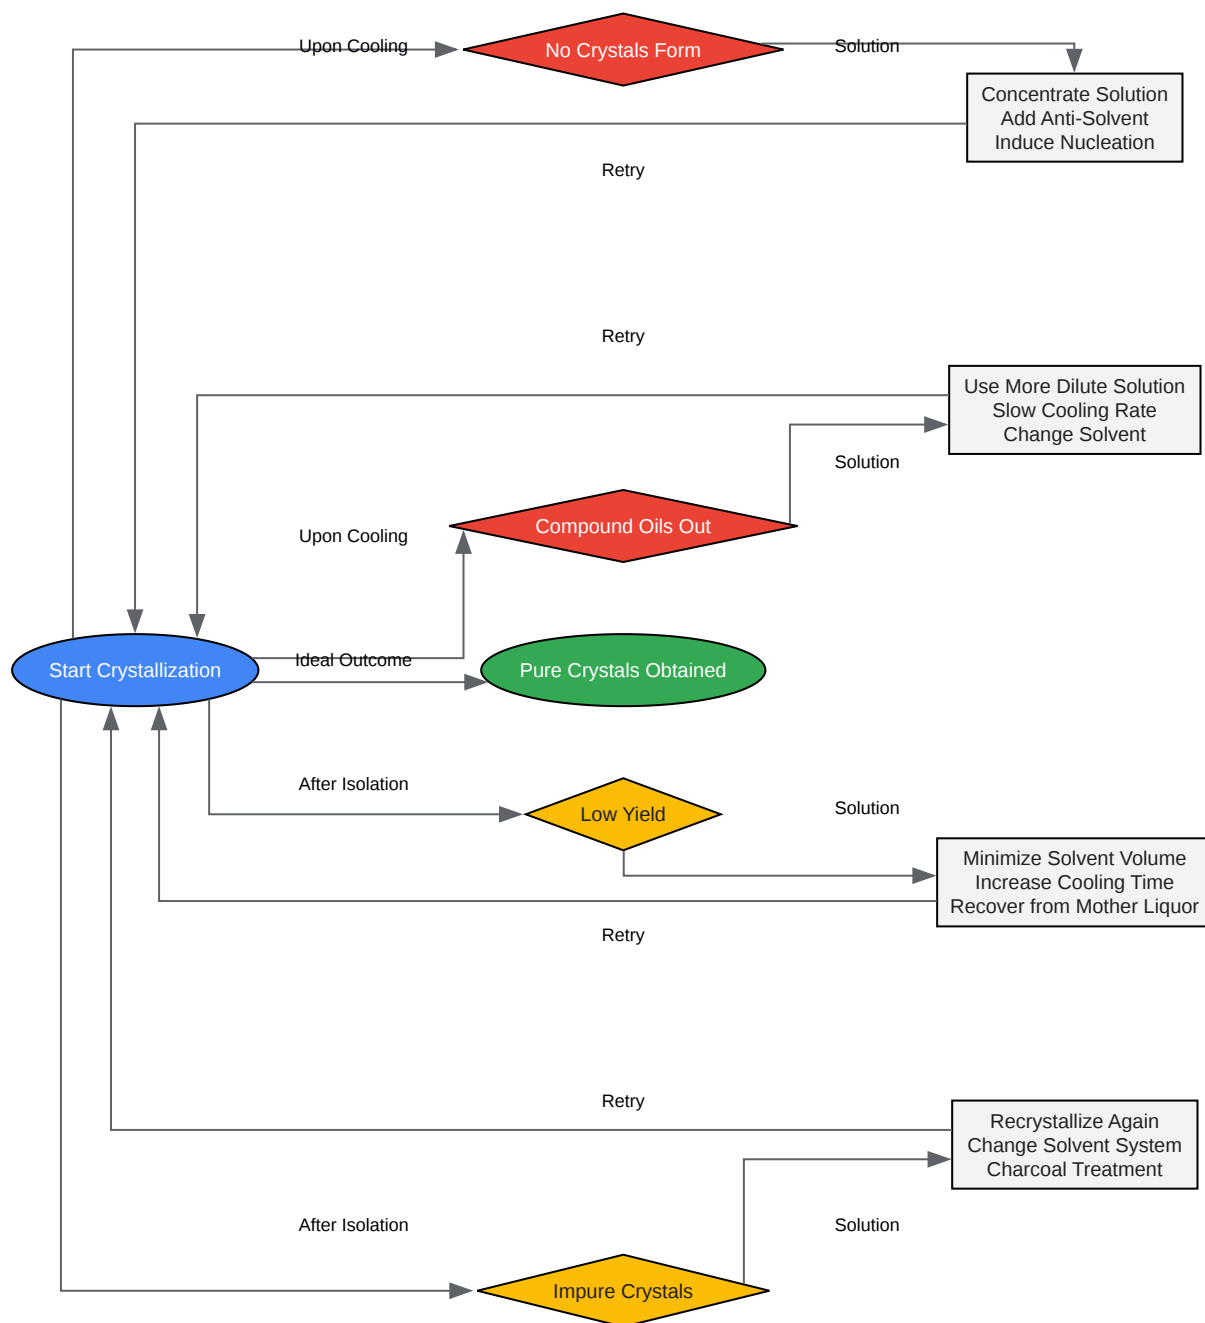 Upon Cooling
No Crystals Form
Solution
Concentrate Solution
Add Anti-Solvent
Induce Nucleation
Retry
Retry
Use More Dilute Solution
Slow Cooling Rate
Change Solvent
Solution
Compound Oils Out
Upon Cooling
Start Crystallization
Ideal Outcome
Pure Crystals Obtained
After Isolation
Low Yield
Solution
Minimize Solvent Volume
Increase Cooling Time
Recover from Mother Liquor
Retry
Retry
Recrystallize Again
Change Solvent System
Charcoal Treatment
After Isolation
Solution
Impure Crystals